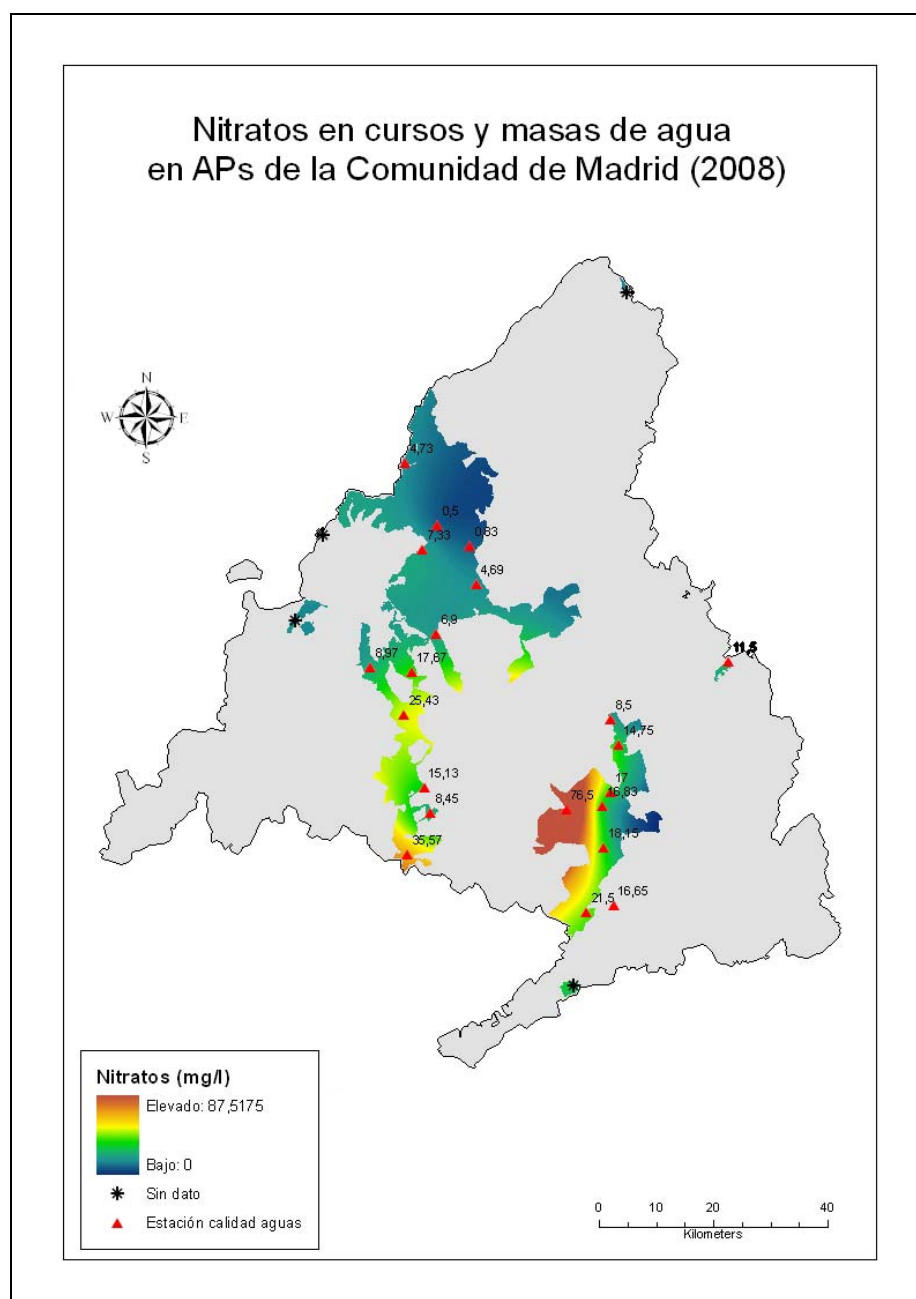 Nitratos en cursos y masas de agua
en APs de la Comunidad de Madrid (2008)
N
W E
S
4,73
0,5
7,33
0,83
4,69
6,9
8,97
17,67
11,5
25,43
8,5
14,75
15,13
17
76,5
16,83
8,45
18,15
35,57
16,65
21,5
Nitratos (mg/l)
Elevado: 87,5175
Bajo: 0
Sin dato
Estación calidad aguas
0 10 20 40
Kilometers